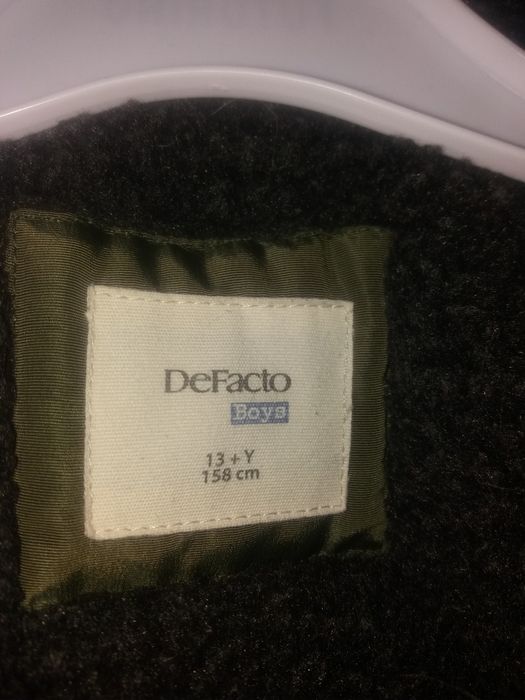 DeFacto
Boys
13 + Y
158 cm